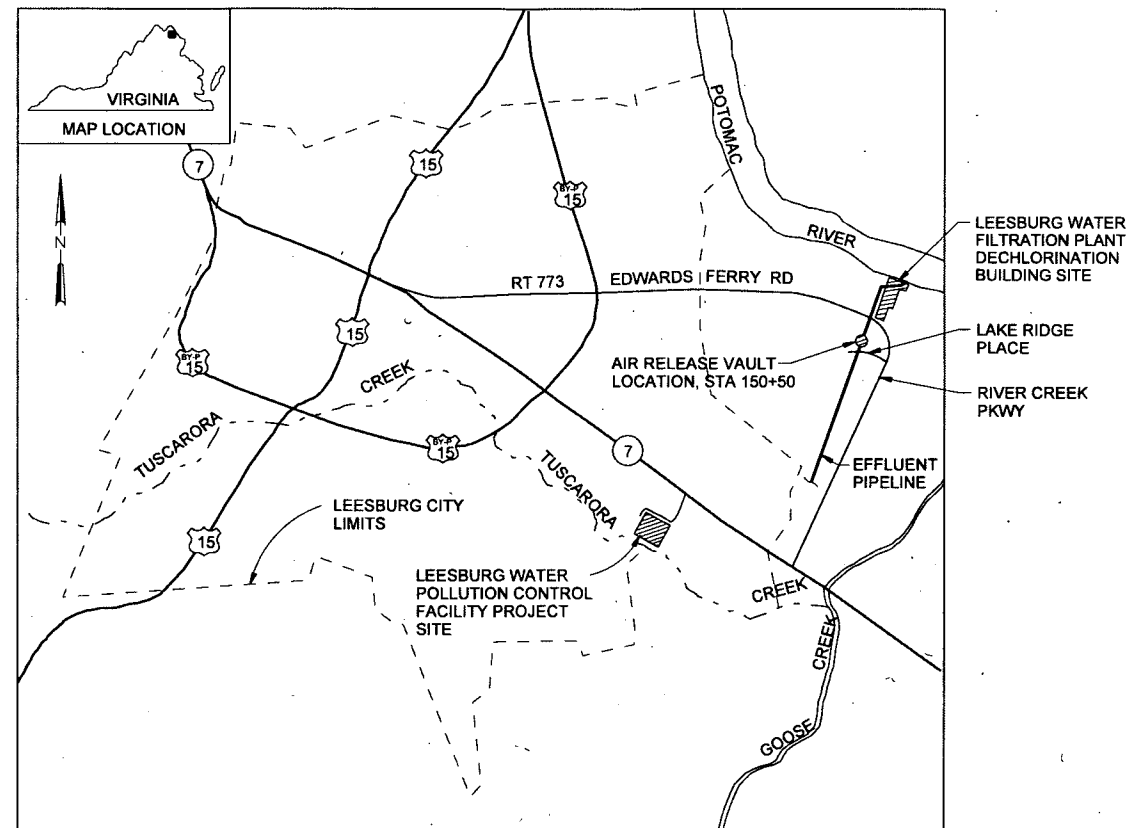 VIRGINIA
MAP LOCATION
7
15
BY-P
15
POTOMAC
RIVER
N
RT 773
EDWARDS FERRY RD
LEESBURG WATER
FILTRATION PLANT
DECHLORINATION
BUILDING SITE
15
BY-P
15
AIR RELEASE VAULT
LOCATION, STA 150+50
LAKE RIDGE
PLACE
RIVER CREEK
PKWY
CREEK
TUSCARORA
BY-P
15
7
TUSCARORA
EFFLUENT
PIPELINE
LEESBURG CITY
LIMITS
15
LEESBURG WATER
POLLUTION CONTROL
FACILITY PROJECT
SITE
CREEK
CREEK
GOOSE